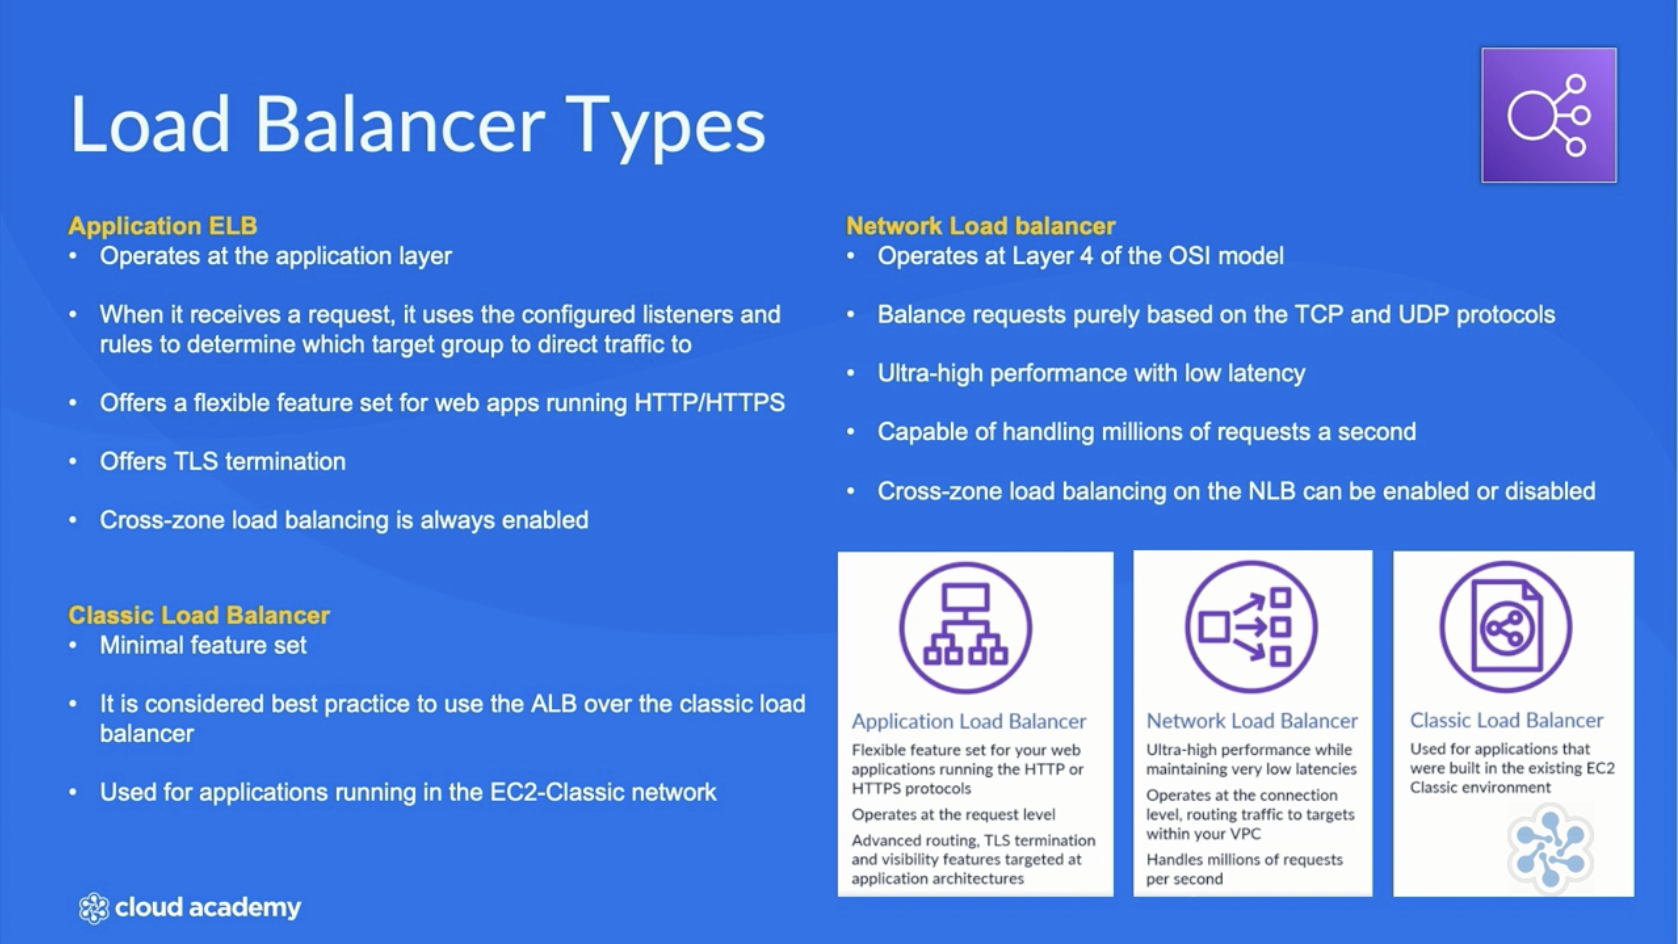 Load Balancer Types
Application ELB
• Operates at the application layer
• When it receives a request, it uses the configured listeners and
rules to determine which target group to direct traffic to
• Offers a flexible feature set for web apps running HTTP/HTTPS
• Offers TLS termination
• Cross-zone load balancing is always enabled
Classic Load Balancer
• Minimal feature set
• It is considered best practice to use the ALB over the classic load
balancer
• Used for applications running in the EC2-Classic network
Network Load balancer
• Operates at Layer 4 of the OSI model
• Balance requests purely based on the TCP and UDP protocols
• Ultra-high performance with low latency
• Capable of handling millions of requests a second
• Cross-zone load balancing on the NLB can be enabled or disabled
Application Load Balancer
Flexible feature set for your web
applications running the HTTP or
HTTPS protocols
Operates at the request level
Advanced routing, TLS termination
and visibility features targeted at
application architectures
Network Load Balancer
Ultra-high performance while
maintaining very low latencies
Operates at the connection
level, routing traffic to targets
within your VPC
Handles millions of requests
per second
Classic Load Balancer
Used for applications that
were built in the existing EC2
Classic environment
cloud academy